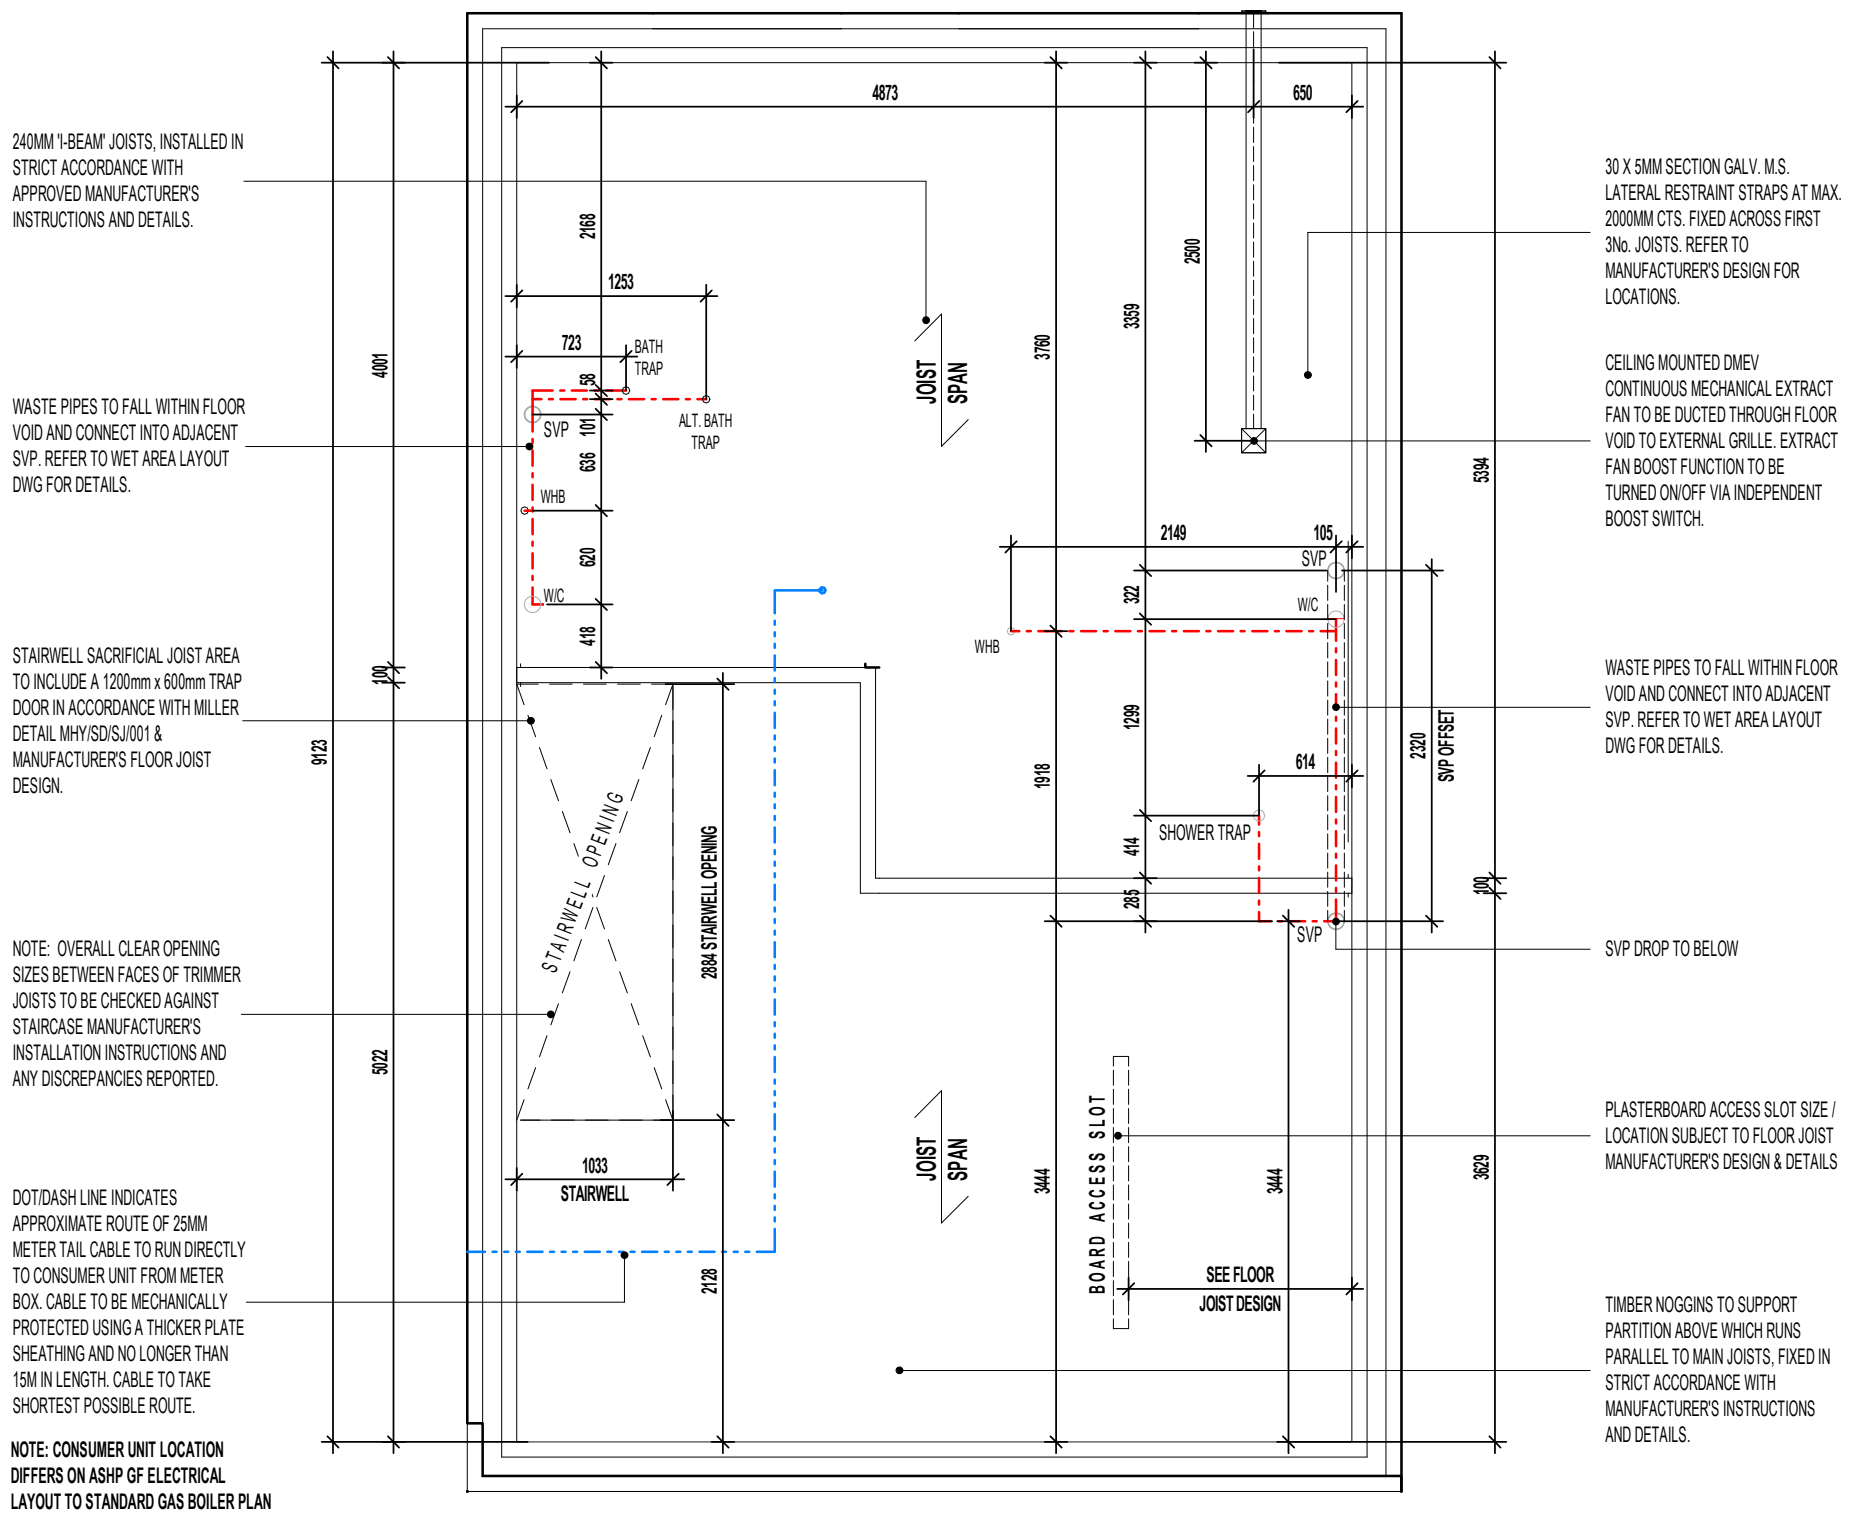 240MM 'I-BEAM' JOISTS, INSTALLED IN
STRICT ACCORDANCE WITH
APPROVED MANUFACTURER'S
INSTRUCTIONS AND DETAILS.
WASTE PIPES TO FALL WITHIN FLOOR
VOID AND CONNECT INTO ADJACENT
SVP. REFER TO WET AREA LAYOUT
DWG FOR DETAILS.
STAIRWELL SACRIFICIAL JOIST AREA
TO INCLUDE A 1200mm x 600mm TRAP
DOOR IN ACCORDANCE WITH MILLER
DETAIL MHY/SD/SJ/001 &
MANUFACTURER'S FLOOR JOIST
DESIGN.
NOTE: OVERALL CLEAR OPENING
SIZES BETWEEN FACES OF TRIMMER
JOISTS TO BE CHECKED AGAINST
STAIRCASE MANUFACTURER'S
INSTALLATION INSTRUCTIONS AND
ANY DISCREPANCIES REPORTED.
DOT/DASH LINE INDICATES
APPROXIMATE ROUTE OF 25MM
METER TAIL CABLE TO RUN DIRECTLY
TO CONSUMER UNIT FROM METER
BOX. CABLE TO BE MECHANICALLY
PROTECTED USING A THICKER PLATE
SHEATHING AND NO LONGER THAN
15M IN LENGTH. CABLE TO TAKE
SHORTEST POSSIBLE ROUTE.
NOTE: CONSUMER UNIT LOCATION
DIFFERS ON ASHP GF ELECTRICAL
LAYOUT TO STANDARD GAS BOILER PLAN
9123
4001
100
5022
4873
650
2168
1253
723
BATH
TRAP
58
ALT. BATH
TRAP
SVP
101
636
WHB
620
W/C
418
JOIST
SPAN
3760
3359
2500
2149
105
SVP
322
W/C
WHB
1299
1918
614
SHOWER TRAP
414
285
SVP
2320
SVP OFFSET
5394
100
3629
STAIRWELL OPENING
2884 STAIRWELL OPENING
1033
STAIRWELL
2128
JOIST
SPAN
3444
BOARD ACCESS SLOT
3444
SEE FLOOR
JOIST DESIGN
30 X 5MM SECTION GALV. M.S.
LATERAL RESTRAINT STRAPS AT MAX.
2000MM CTS. FIXED ACROSS FIRST
3No. JOISTS. REFER TO
MANUFACTURER'S DESIGN FOR
LOCATIONS.
CEILING MOUNTED DMEV
CONTINUOUS MECHANICAL EXTRACT
FAN TO BE DUCTED THROUGH FLOOR
VOID TO EXTERNAL GRILLE. EXTRACT
FAN BOOST FUNCTION TO BE
TURNED ON/OFF VIA INDEPENDENT
BOOST SWITCH.
WASTE PIPES TO FALL WITHIN FLOOR
VOID AND CONNECT INTO ADJACENT
SVP. REFER TO WET AREA LAYOUT
DWG FOR DETAILS.
SVP DROP TO BELOW
PLASTERBOARD ACCESS SLOT SIZE /
LOCATION SUBJECT TO FLOOR JOIST
MANUFACTURER'S DESIGN & DETAILS
TIMBER NOGGINS TO SUPPORT
PARTITION ABOVE WHICH RUNS
PARALLEL TO MAIN JOISTS, FIXED IN
STRICT ACCORDANCE WITH
MANUFACTURER'S INSTRUCTIONS
AND DETAILS.